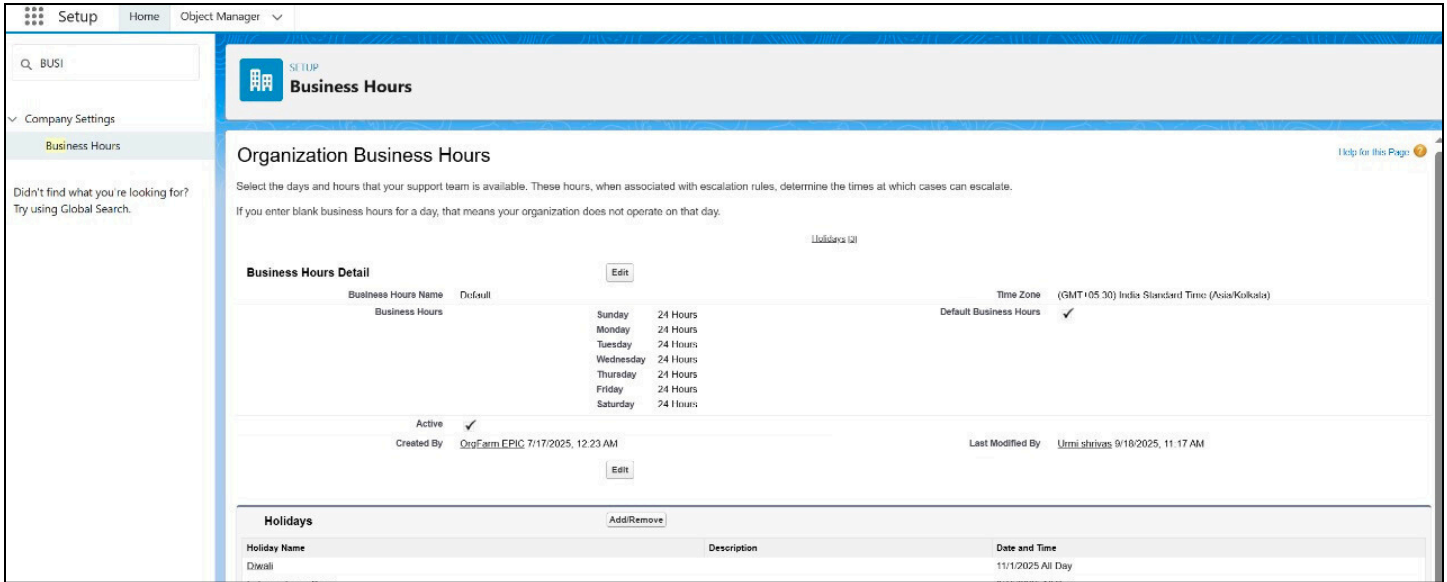 Setup Home Object Manager
BUSI
SETUP
Business Hours
Company Settings
Business Hours
Didn't find what you're looking for?
Try using Global Search.
Organization Business Hours
Help for this Page
Select the days and hours that your support team is available. These hours, when associated with escalation rules, determine the times at which cases can escalate.
If you enter blank business hours for a day, that means your organization does not operate on that day.
Holidays [3]
Business Hours Detail Edit
Business Hours Name Default Time Zone (GMT+05:30) India Standard Time (Asia/Kolkata)
Business Hours Sunday 24 Hours Default Business Hours ✓
Monday 24 Hours
Tuesday 24 Hours
Wednesday 24 Hours
Thursday 24 Hours
Friday 24 Hours
Saturday 24 Hours
Active ✓
Created By OrgFarm EPIC 7/17/2025, 12:23 AM Last Modified By Urmi shrivas 9/18/2025, 11:17 AM
Edit
Holidays Add/Remove
Holiday Name Description Date and Time
Diwali 11/1/2025 All Day